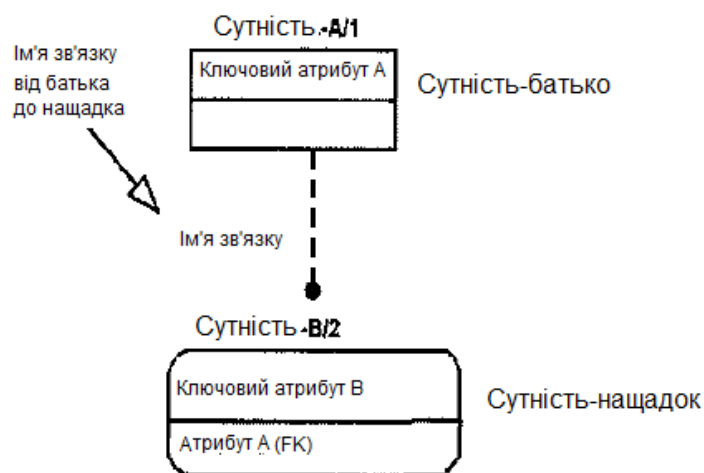 Сутність.-А/1
Ім'я зв'язку
від батька
до нащадка
Ключовий атрибут А
Сутність-батько
Ім'я зв'язку
Сутність.-В/2
Ключовий атрибут В
Сутність-нащадок
Атрибут А (FK)